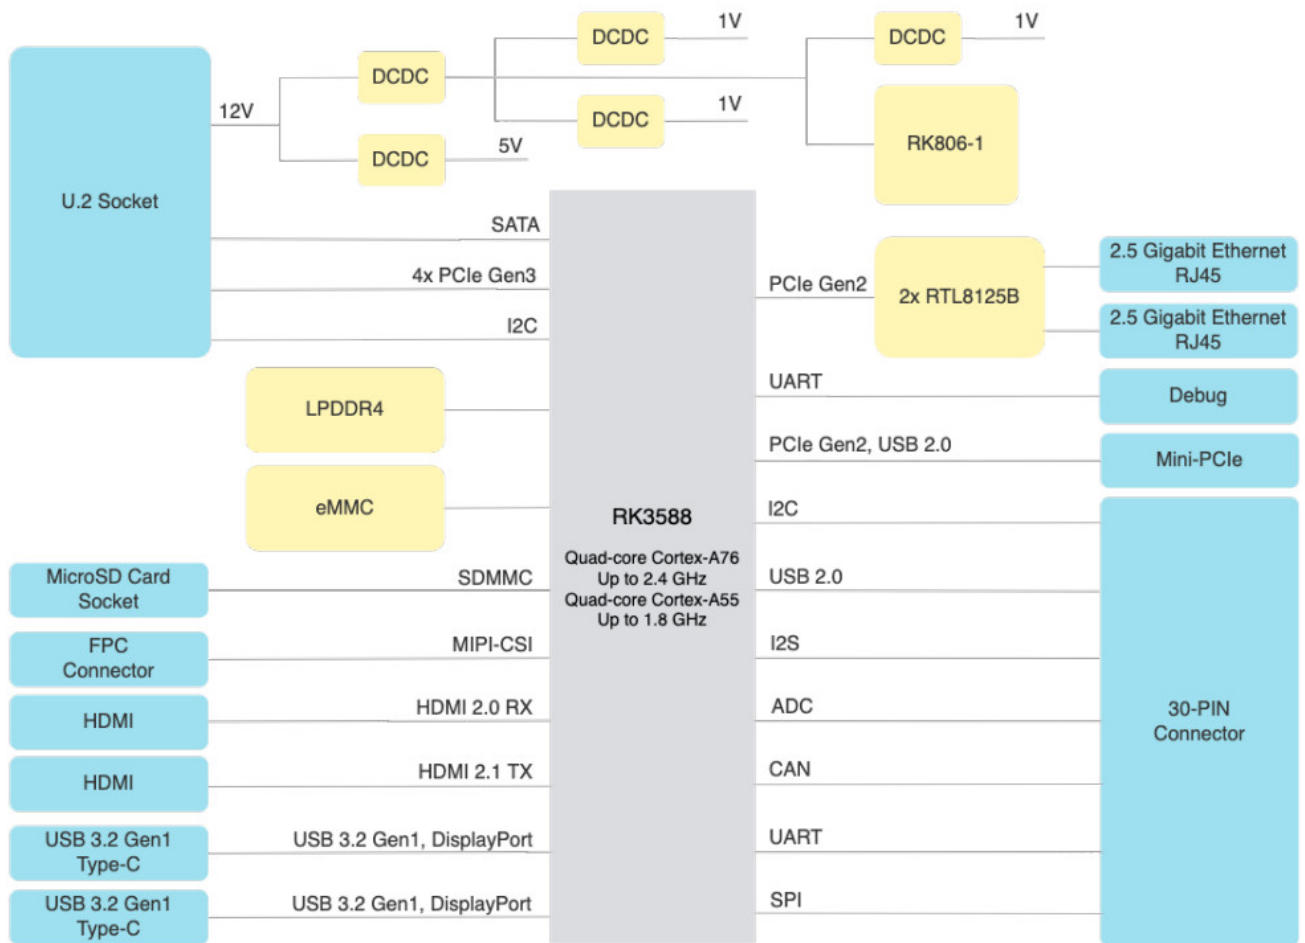 1V
1V
DCDC
DCDC
DCDC
12V
1V
DCDC
5V
DCDC
RK806-1
U.2 Socket
SATA
4x PCIe Gen3
I2C
PCIe Gen2
2x RTL8125B
2.5 Gigabit Ethernet
RJ45
2.5 Gigabit Ethernet
RJ45
LPDDR4
UART
Debug
PCIe Gen2, USB 2.0
Mini-PCIe
eMMC
RK3588
Quad-core Cortex-A76
Up to 2.4 GHz
Quad-core Cortex-A55
Up to 1.8 GHz
I2C
MicroSD Card
Socket
SDMMC
USB 2.0
FPC
Connector
MIPI-CSI
I2S
HDMI
HDMI 2.0 RX
ADC
30-PIN
Connector
HDMI
HDMI 2.1 TX
CAN
USB 3.2 Gen1
Type-C
USB 3.2 Gen1, DisplayPort
UART
USB 3.2 Gen1
Type-C
USB 3.2 Gen1, DisplayPort
SPI